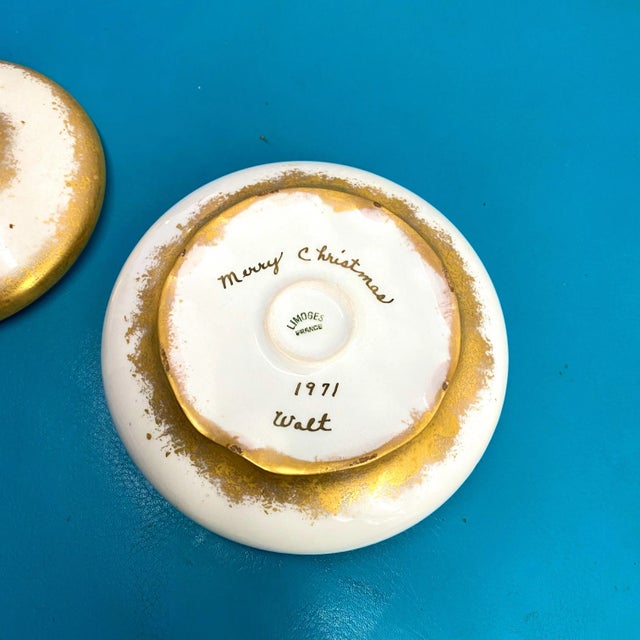 Merry Christmas
LIMOGES
FRANCE
1971
Walt